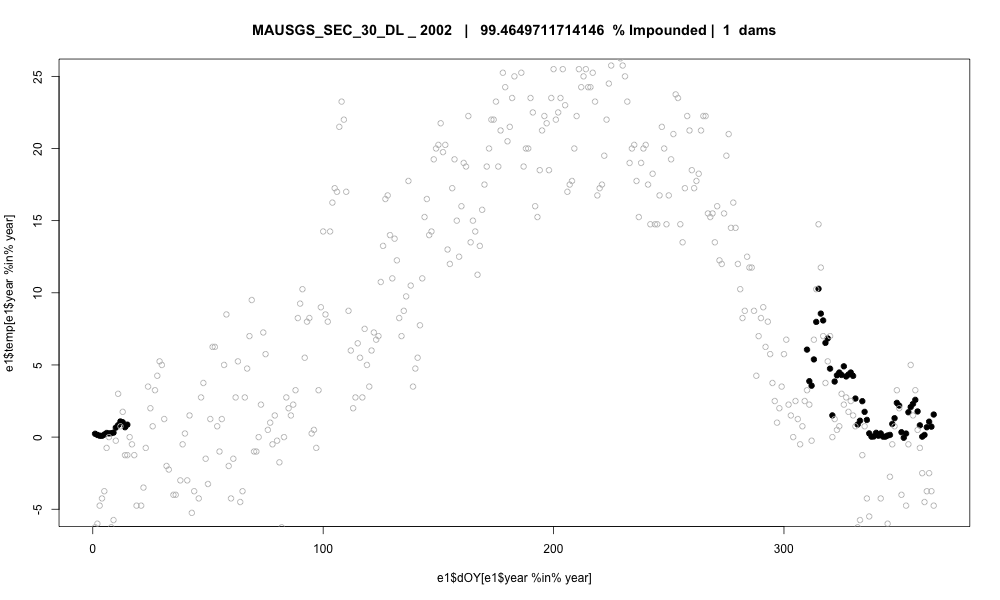 MAUSGS_SEC_30_DL _ 2002 | 99.4649711714146 % Impounded | 1 dams
25
20
15
10
5
0
-5
e1$temp[e1$year %in% year]
0 100 200 300
e1$dOY[e1$year %in% year]